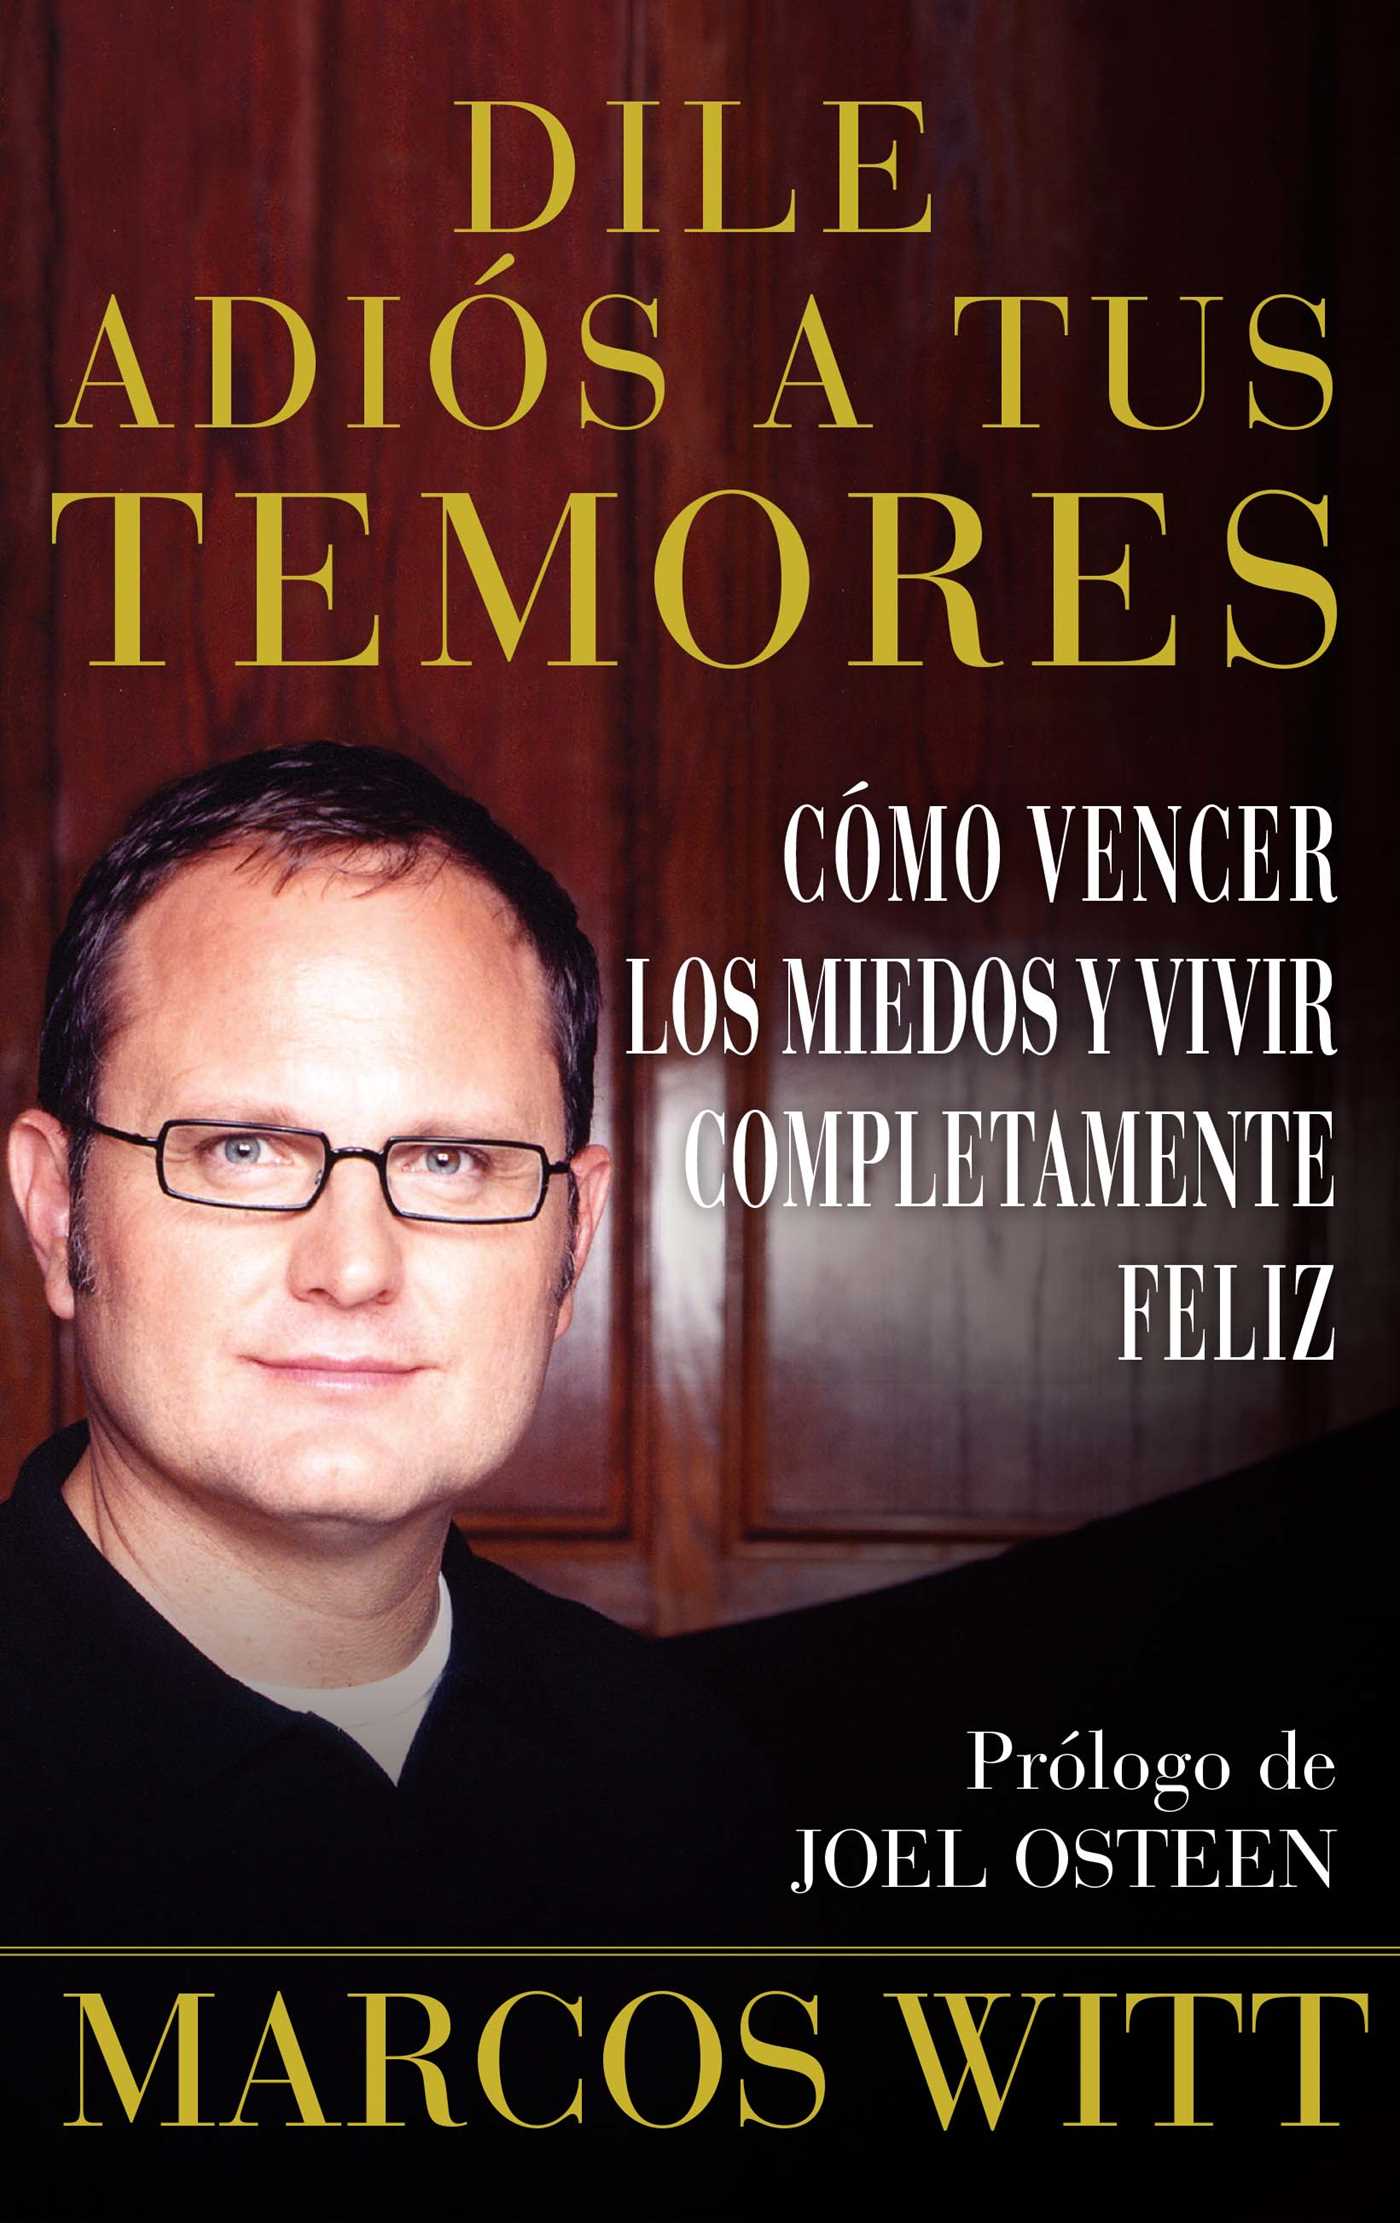 DILE
ADIÓS A TUS
TEMORES
CÓMO VENCER
LOS MIEDOS Y VIVIR
COMPLETAMENTE
FELIZ
Prólogo de
JOEL OSTEEN
MARCOS WITT